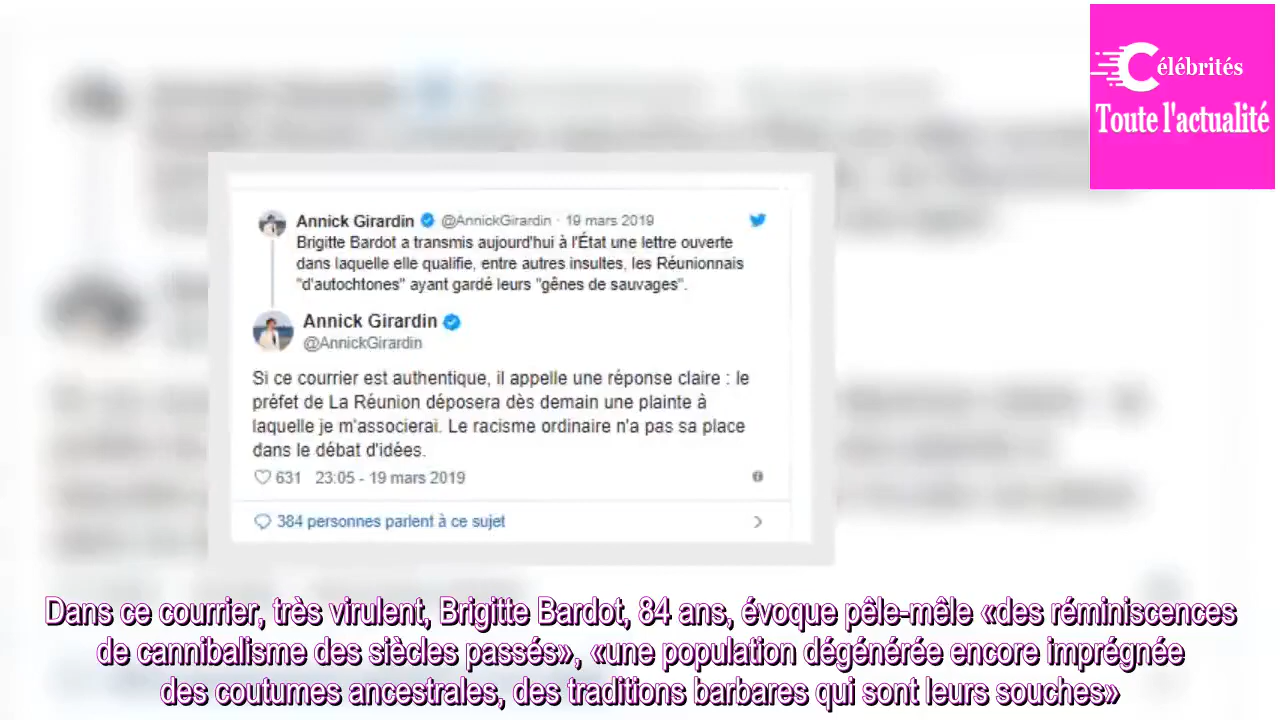 Célébrités
Toute l'actualité
Annick Girardin @AnnickGirardin · 19 mars 2019
Brigitte Bardot a transmis aujourd'hui à l'État une lettre ouverte
dans laquelle elle qualifie, entre autres insultes, les Réunionnais
"d'autochtones" ayant gardé leurs "gênes de sauvages".
Annick Girardin
@AnnickGirardin
Si ce courrier est authentique, il appelle une réponse claire : le
préfet de La Réunion déposera dès demain une plainte à
laquelle je m'associerai. Le racisme ordinaire n'a pas sa place
dans le débat d'idées.
631 23:05 - 19 mars 2019
384 personnes parlent à ce sujet
Dans ce courrier, très virulent, Brigitte Bardot, 84 ans, évoque pêle-mêle «des réminiscences
de cannibalisme des siècles passés», «une population dégénérée encore imprégnée
des coutumes ancestrales, des traditions barbares qui sont leurs souches»